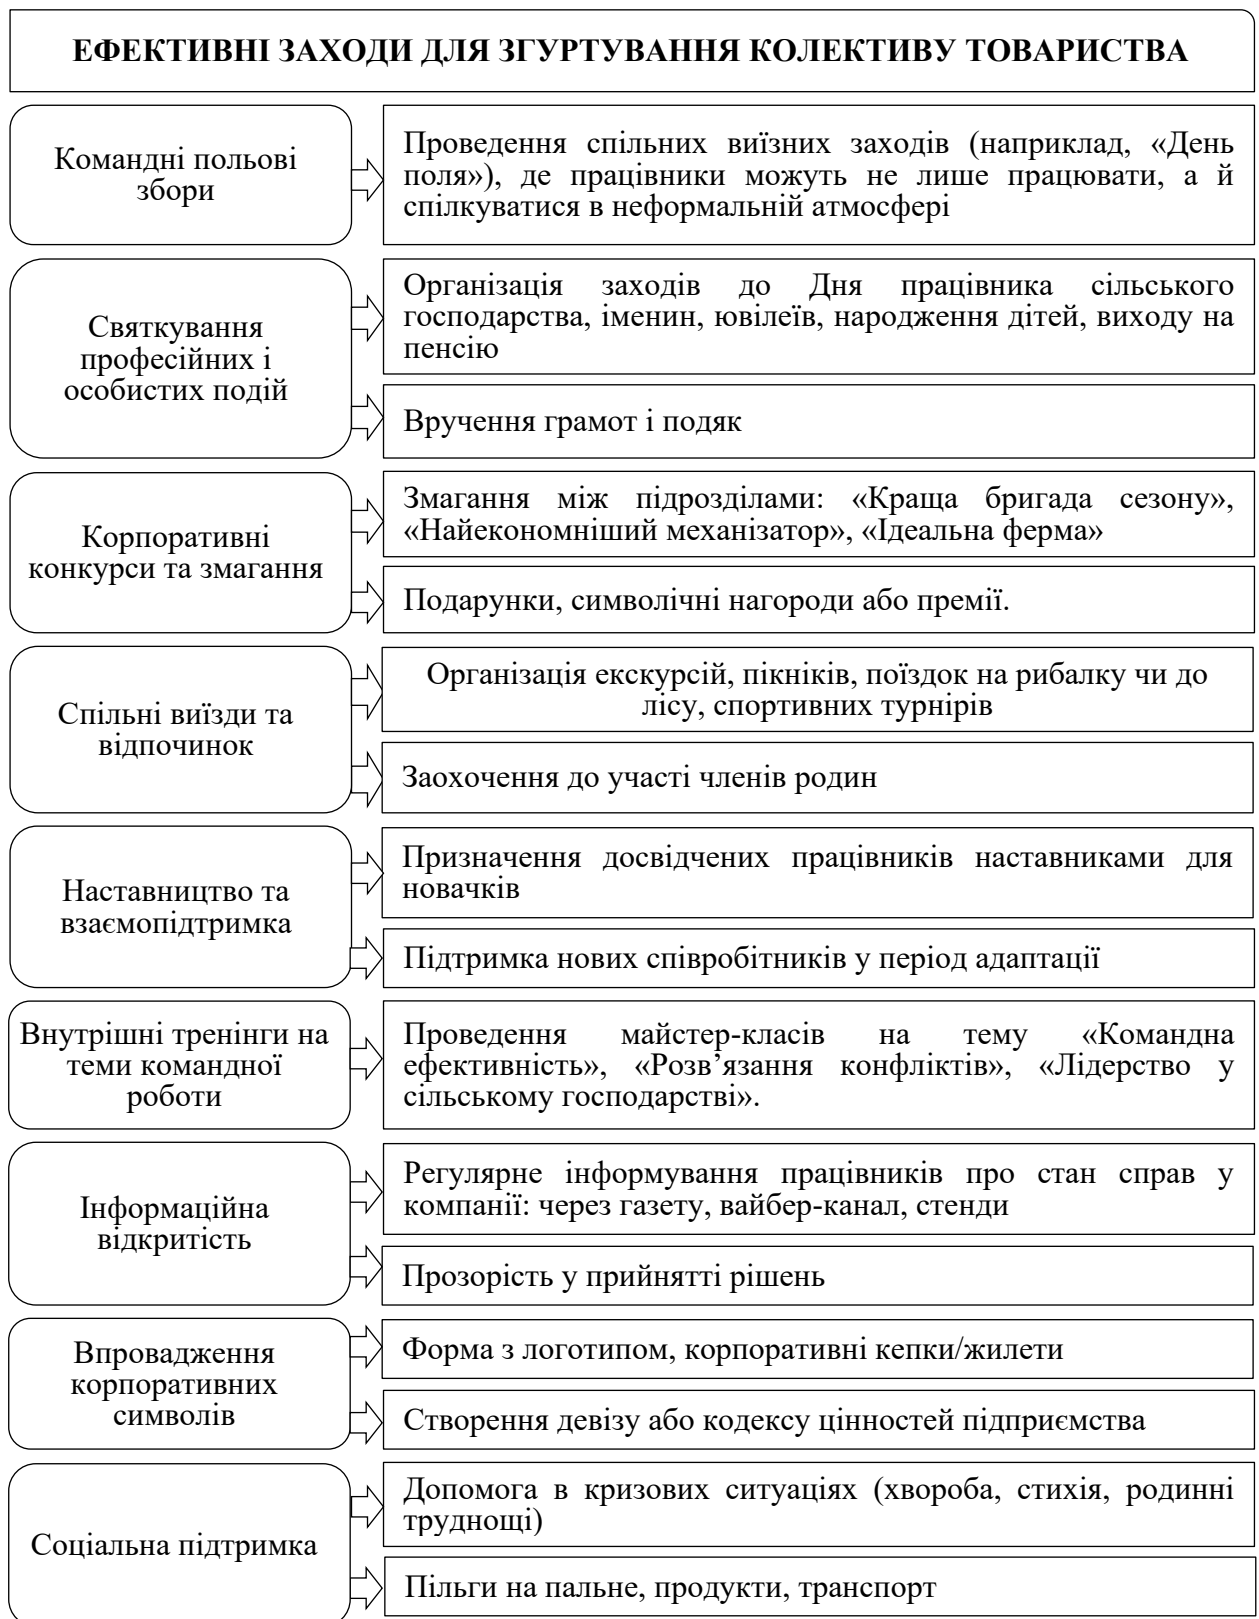 ЕФЕКТИВНІ ЗАХОДИ ДЛЯ ЗГУРТУВАННЯ КОЛЕКТИВУ ТОВАРИСТВА
Командні польові
збори
Проведення спільних виїзних заходів (наприклад, «День
поля»), де працівники можуть не лише працювати, а й
спілкуватися в неформальній атмосфері
Святкування
професійних і
особистих подій
Організація заходів до Дня працівника сільського
господарства, іменин, ювілеїв, народження дітей, виходу на
пенсію
Вручення грамот і подяк
Корпоративні
конкурси та змагання
Змагання між підрозділами: «Краща бригада сезону»,
«Найекономніший механізатор», «Ідеальна ферма»
Подарунки, символічні нагороди або премії.
Спільні виїзди та
відпочинок
Організація екскурсій, пікніків, поїздок на рибалку чи до
лісу, спортивних турнірів
Заохочення до участі членів родин
Наставництво та
взаємопідтримка
Призначення досвідчених працівників наставниками для
новачків
Підтримка нових співробітників у період адаптації
Внутрішні тренінги на
теми командної
роботи
Проведення майстер-класів на тему «Командна
ефективність», «Розв’язання конфліктів», «Лідерство у
сільському господарстві».
Інформаційна
відкритість
Регулярне інформування працівників про стан справ у
компанії: через газету, вайбер-канал, стенди
Прозорість у прийнятті рішень
Впровадження
корпоративних
символів
Форма з логотипом, корпоративні кепки/жилети
Створення девізу або кодексу цінностей підприємства
Соціальна підтримка
Допомога в кризових ситуаціях (хвороба, стихія, родинні
труднощі)
Пільги на пальне, продукти, транспорт